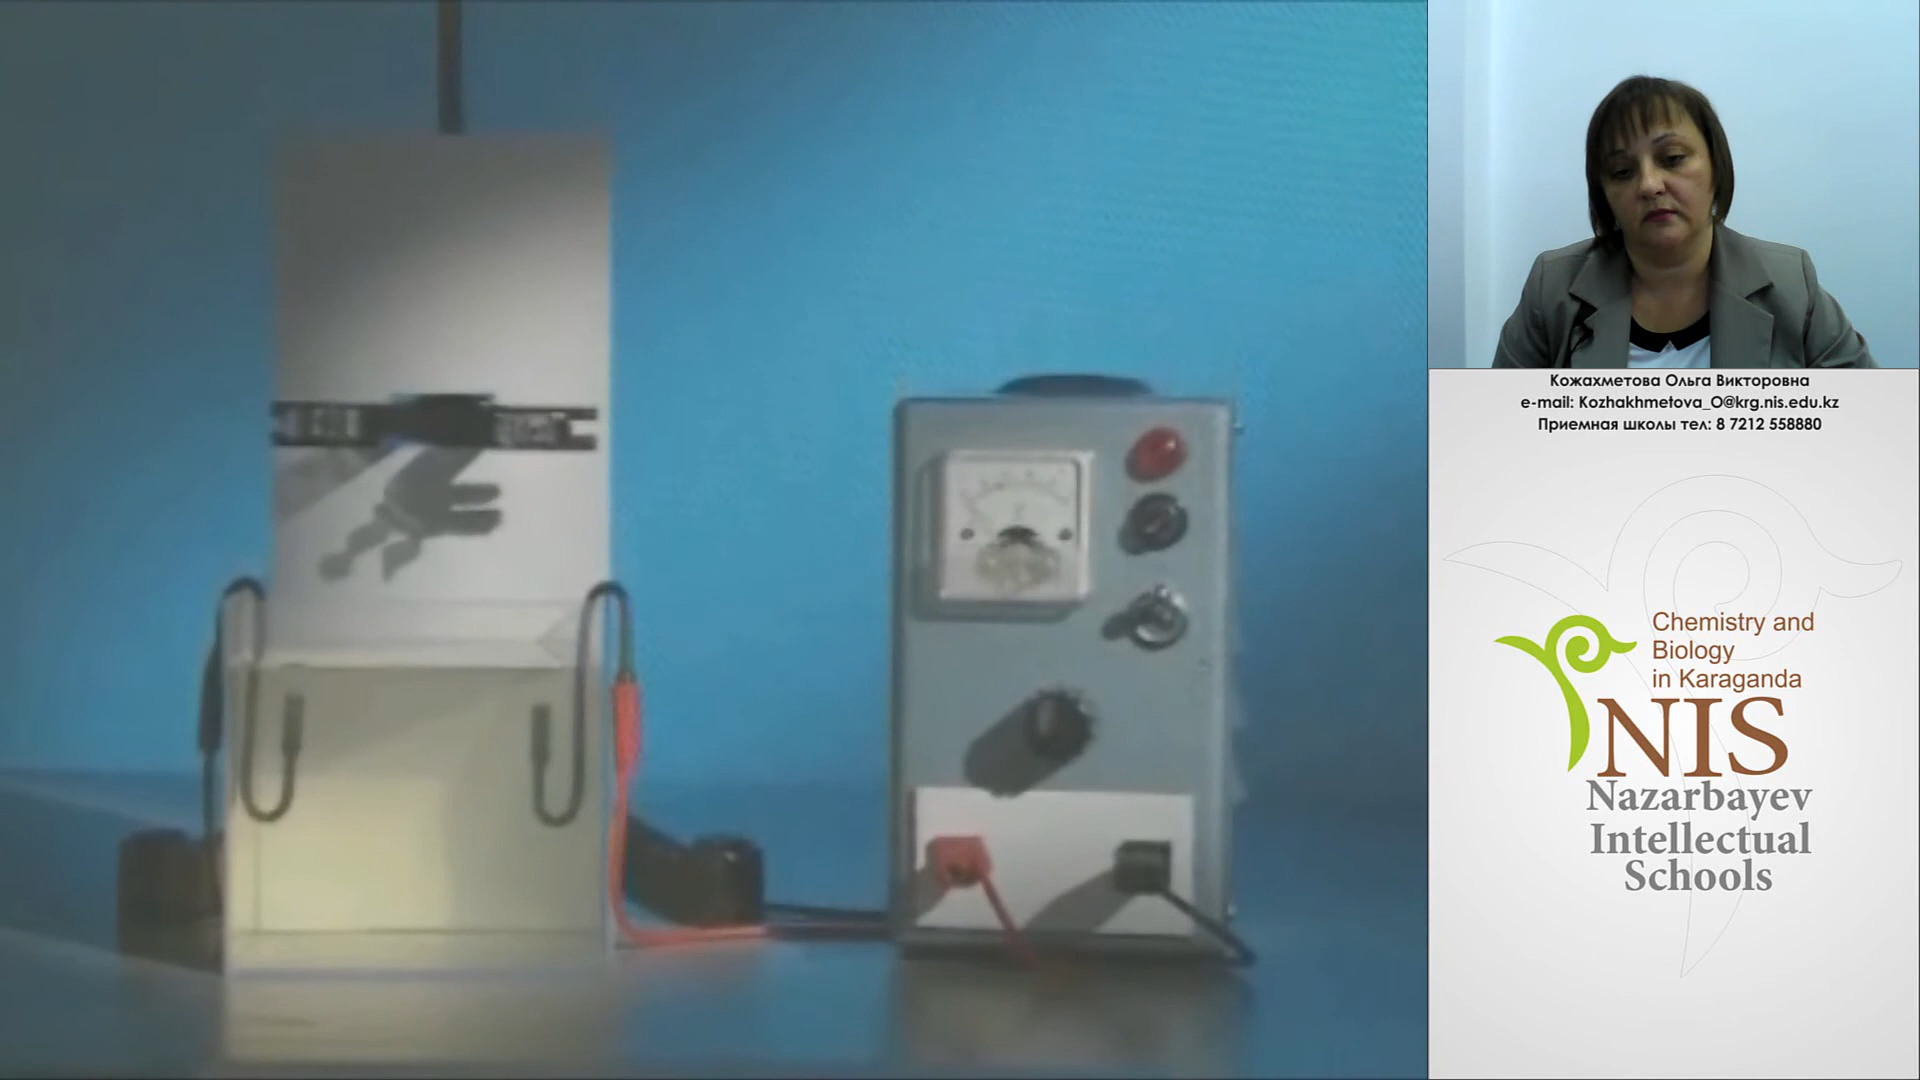 Кожахметова Ольга Викторовна
e-mail: Kozhakhmetova_O@krg.nis.edu.kz
Приемная школы тел: 8 7212 558880
Chemistry and
Biology
in Karaganda
NIS
Nazarbayev
Intellectual
Schools